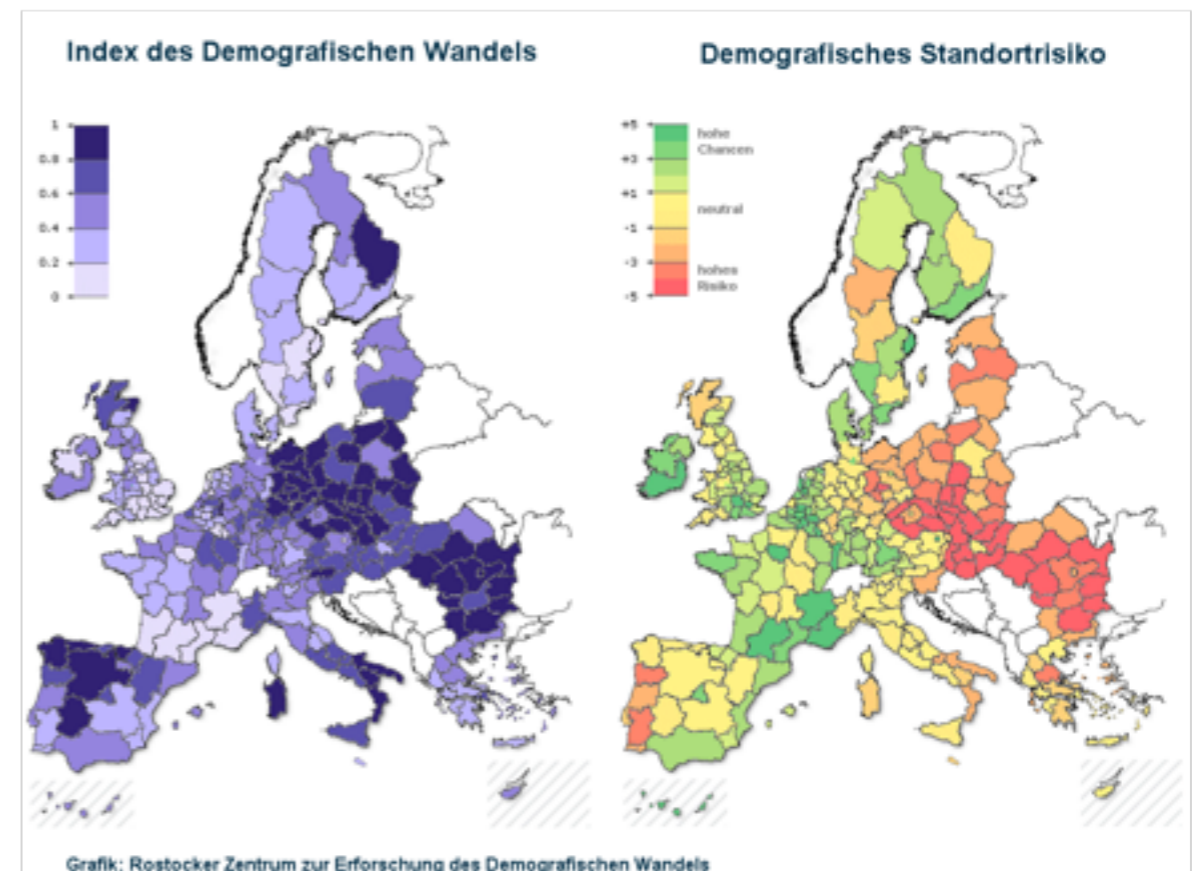 Index des Demografischen Wandels
Demografisches Standortrisiko
1
0.8
0.6
0.4
0.2
0
+5
+3
+1
-1
-3
-5
hohe
Chancen
neutral
hohes
Risiko
Grafik: Rostocker Zentrum zur Erforschung des Demografischen Wandels